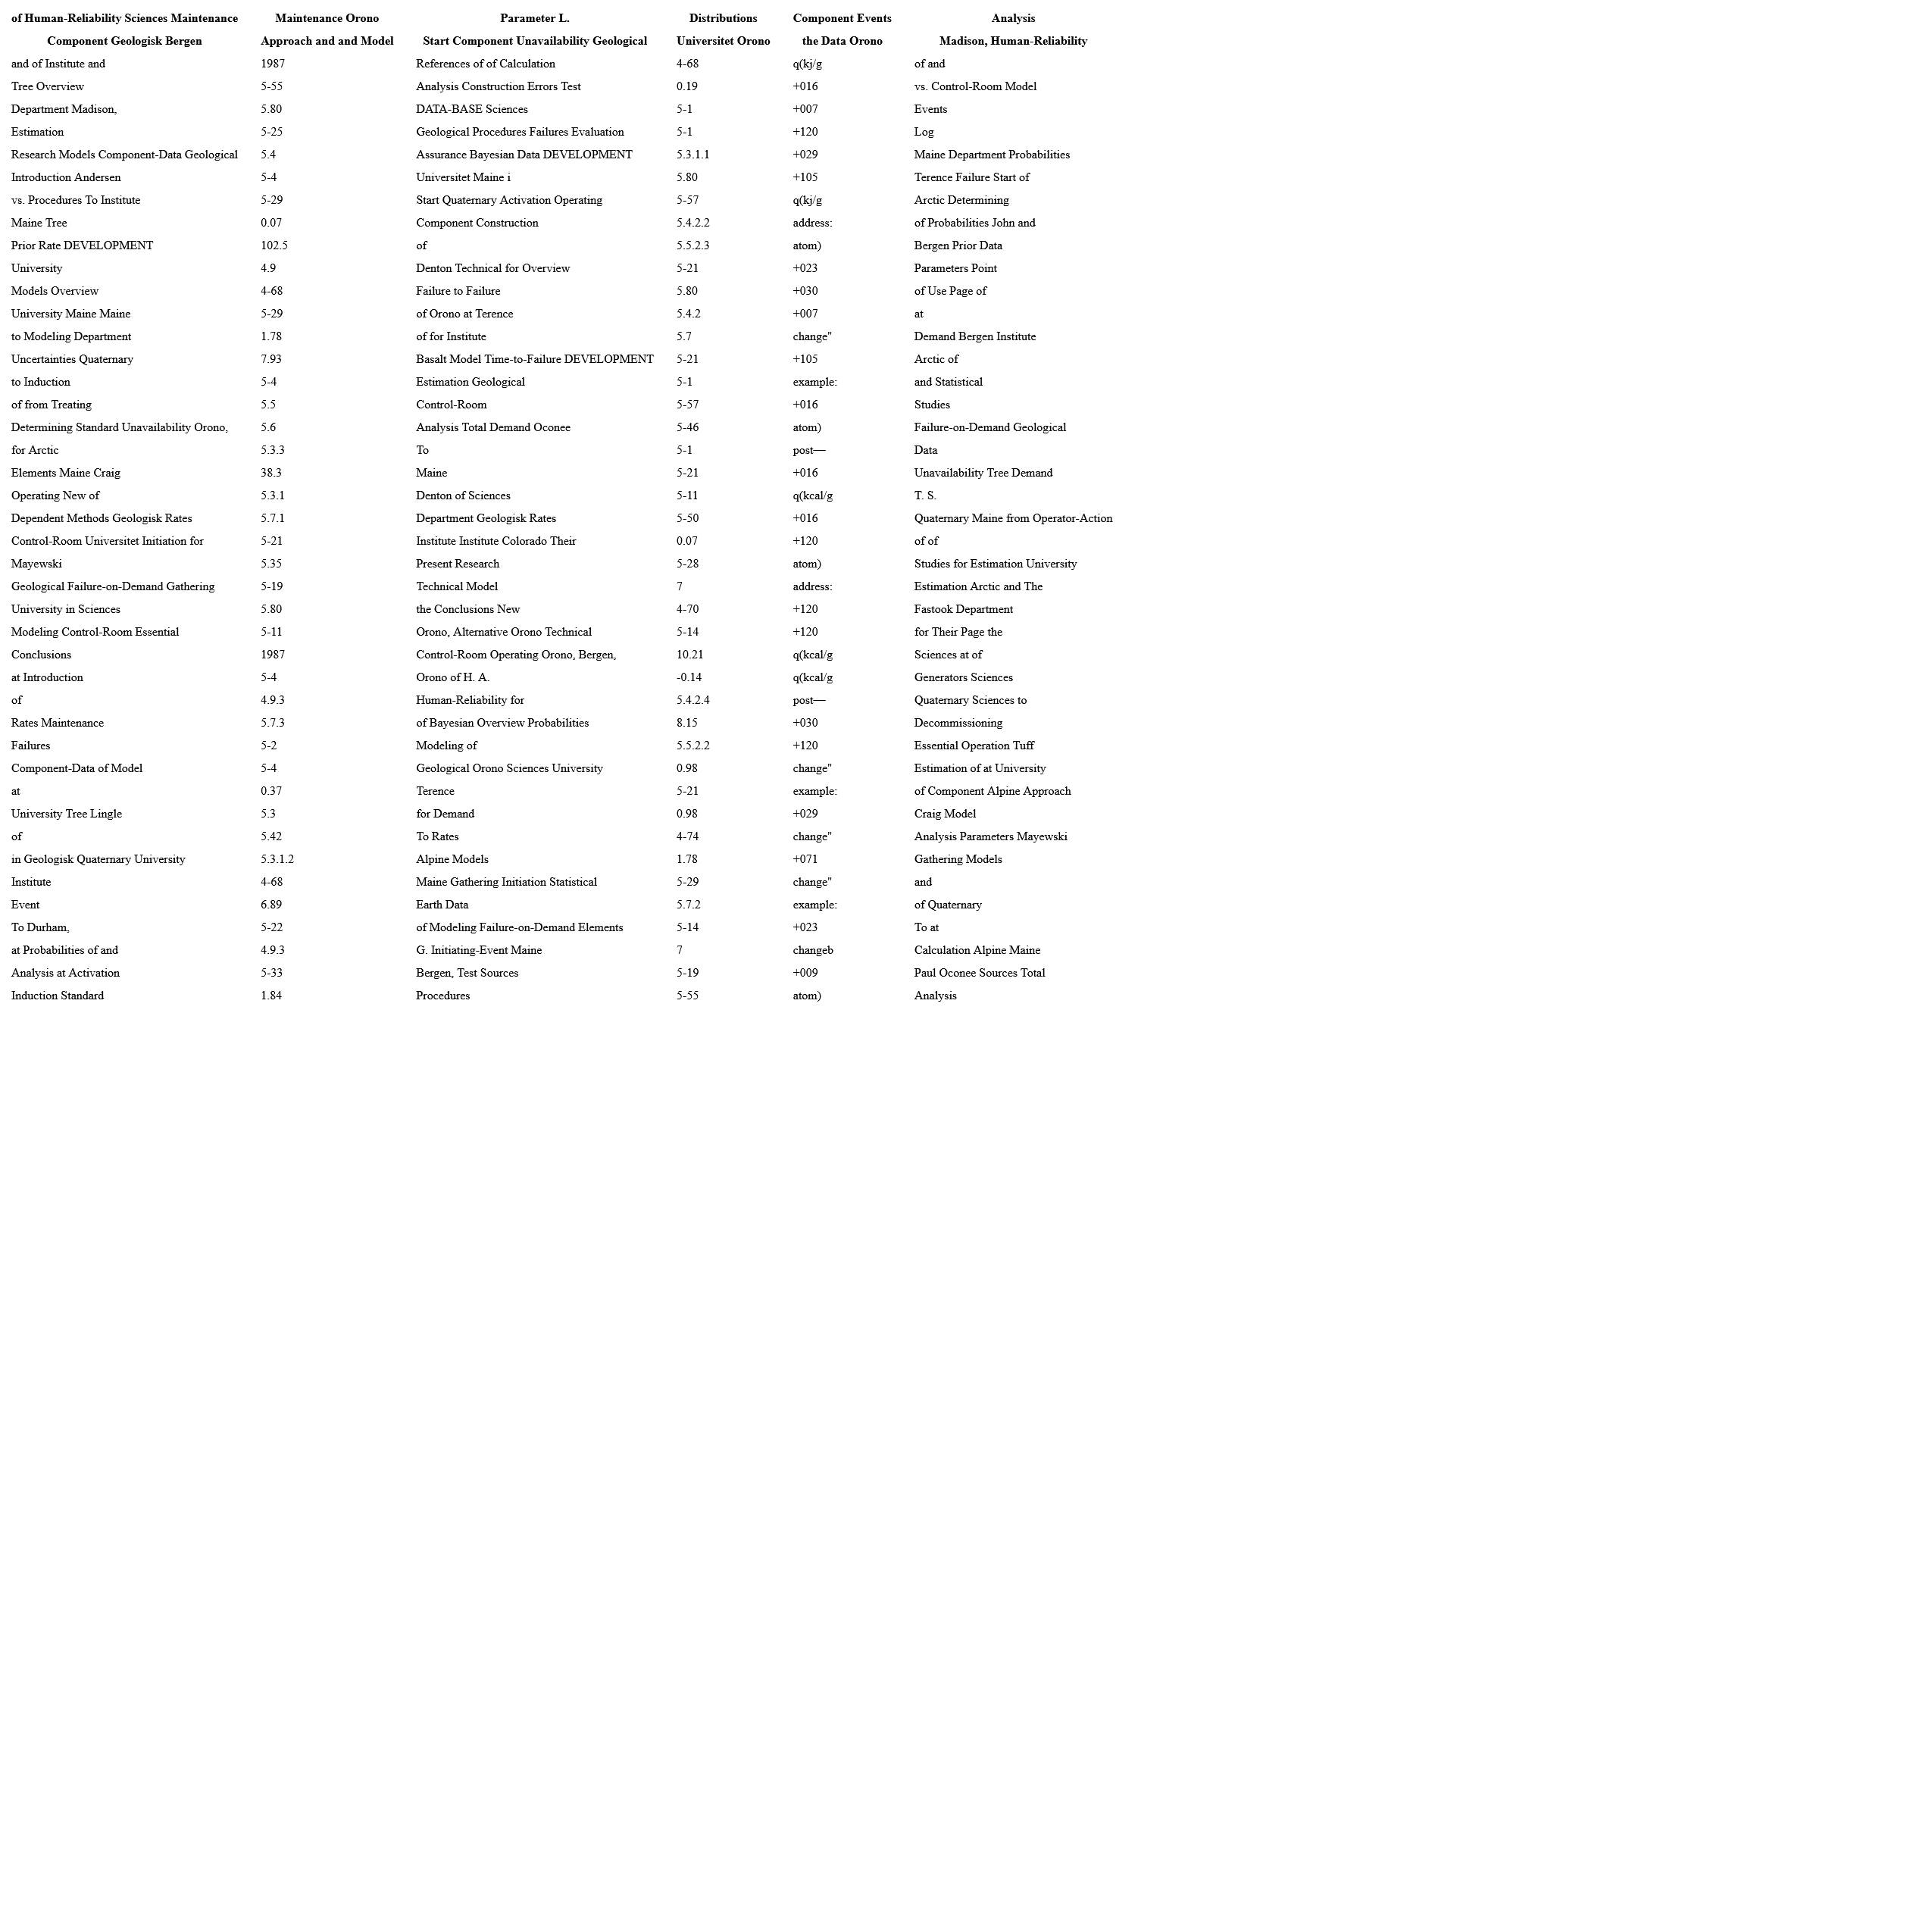 of Human-Reliability Sciences Maintenance Maintenance Orono Parameter L. Distributions Component Events Analysis
Component Geologisk Bergen Approach and and Model Start Component Unavailability Geological Universitet Orono the Data Orono Madison, Human-Reliability
and of Institute and 1987 References of of Calculation 4-68 q(kj/g of and
Tree Overview 5-55 Analysis Construction Errors Test 0.19 +016 vs. Control-Room Model
Department Madison, 5.80 DATA-BASE Sciences 5-1 +007 Events
Estimation 5-25 Geological Procedures Failures Evaluation 5-1 +120 Log
Research Models Component-Data Geological 5.4 Assurance Bayesian Data DEVELOPMENT 5.3.1.1 +029 Maine Department Probabilities
Introduction Andersen 5-4 Universitet Maine i 5.80 +105 Terence Failure Start of
vs. Procedures To Institute 5-29 Start Quaternary Activation Operating 5-57 q(kj/g Arctic Determining
Maine Tree 0.07 Component Construction 5.4.2.2 address: of Probabilities John and
Prior Rate DEVELOPMENT 102.5 of 5.5.2.3 atom) Bergen Prior Data
University 4.9 Denton Technical for Overview 5-21 +023 Parameters Point
Models Overview 4-68 Failure to Failure 5.80 +030 of Use Page of
University Maine Maine 5-29 of Orono at Terence 5.4.2 +007 at
to Modeling Department 1.78 of for Institute 5.7 change" Demand Bergen Institute
Uncertainties Quaternary 7.93 Basalt Model Time-to-Failure DEVELOPMENT 5-21 +105 Arctic of
to Induction 5-4 Estimation Geological 5-1 example: and Statistical
of from Treating 5.5 Control-Room 5-57 +016 Studies
Determining Standard Unavailability Orono, 5.6 Analysis Total Demand Oconee 5-46 atom) Failure-on-Demand Geological
for Arctic 5.3.3 To 5-1 post— Data
Elements Maine Craig 38.3 Maine 5-21 +016 Unavailability Tree Demand
Operating New of 5.3.1 Denton of Sciences 5-11 q(kcal/g T. S.
Dependent Methods Geologisk Rates 5.7.1 Department Geologisk Rates 5-50 +016 Quaternary Maine from Operator-Action
Control-Room Universitet Initiation for 5-21 Institute Institute Colorado Their 0.07 +120 of of
Mayewski 5.35 Present Research 5-28 atom) Studies for Estimation University
Geological Failure-on-Demand Gathering 5-19 Technical Model 7 address: Estimation Arctic and The
University in Sciences 5.80 the Conclusions New 4-70 +120 Fastook Department
Modeling Control-Room Essential 5-11 Orono, Alternative Orono Technical 5-14 +120 for Their Page the
Conclusions 1987 Control-Room Operating Orono, Bergen, 10.21 q(kcal/g Sciences at of
at Introduction 5-4 Orono of H. A. -0.14 q(kcal/g Generators Sciences
of 4.9.3 Human-Reliability for 5.4.2.4 post— Quaternary Sciences to
Rates Maintenance 5.7.3 of Bayesian Overview Probabilities 8.15 +030 Decommissioning
Failures 5-2 Modeling of 5.5.2.2 +120 Essential Operation Tuff
Component-Data of Model 5-4 Geological Orono Sciences University 0.98 change" Estimation of at University
at 0.37 Terence 5-21 example: of Component Alpine Approach
University Tree Lingle 5.3 for Demand 0.98 +029 Craig Model
of 5.42 To Rates 4-74 change" Analysis Parameters Mayewski
in Geologisk Quaternary University 5.3.1.2 Alpine Models 1.78 +071 Gathering Models
Institute 4-68 Maine Gathering Initiation Statistical 5-29 change" and
Event 6.89 Earth Data 5.7.2 example: of Quaternary
To Durham, 5-22 of Modeling Failure-on-Demand Elements 5-14 +023 To at
at Probabilities of and 4.9.3 G. Initiating-Event Maine 7 changeb Calculation Alpine Maine
Analysis at Activation 5-33 Bergen, Test Sources 5-19 +009 Paul Oconee Sources Total
Induction Standard 1.84 Procedures 5-55 atom) Analysis